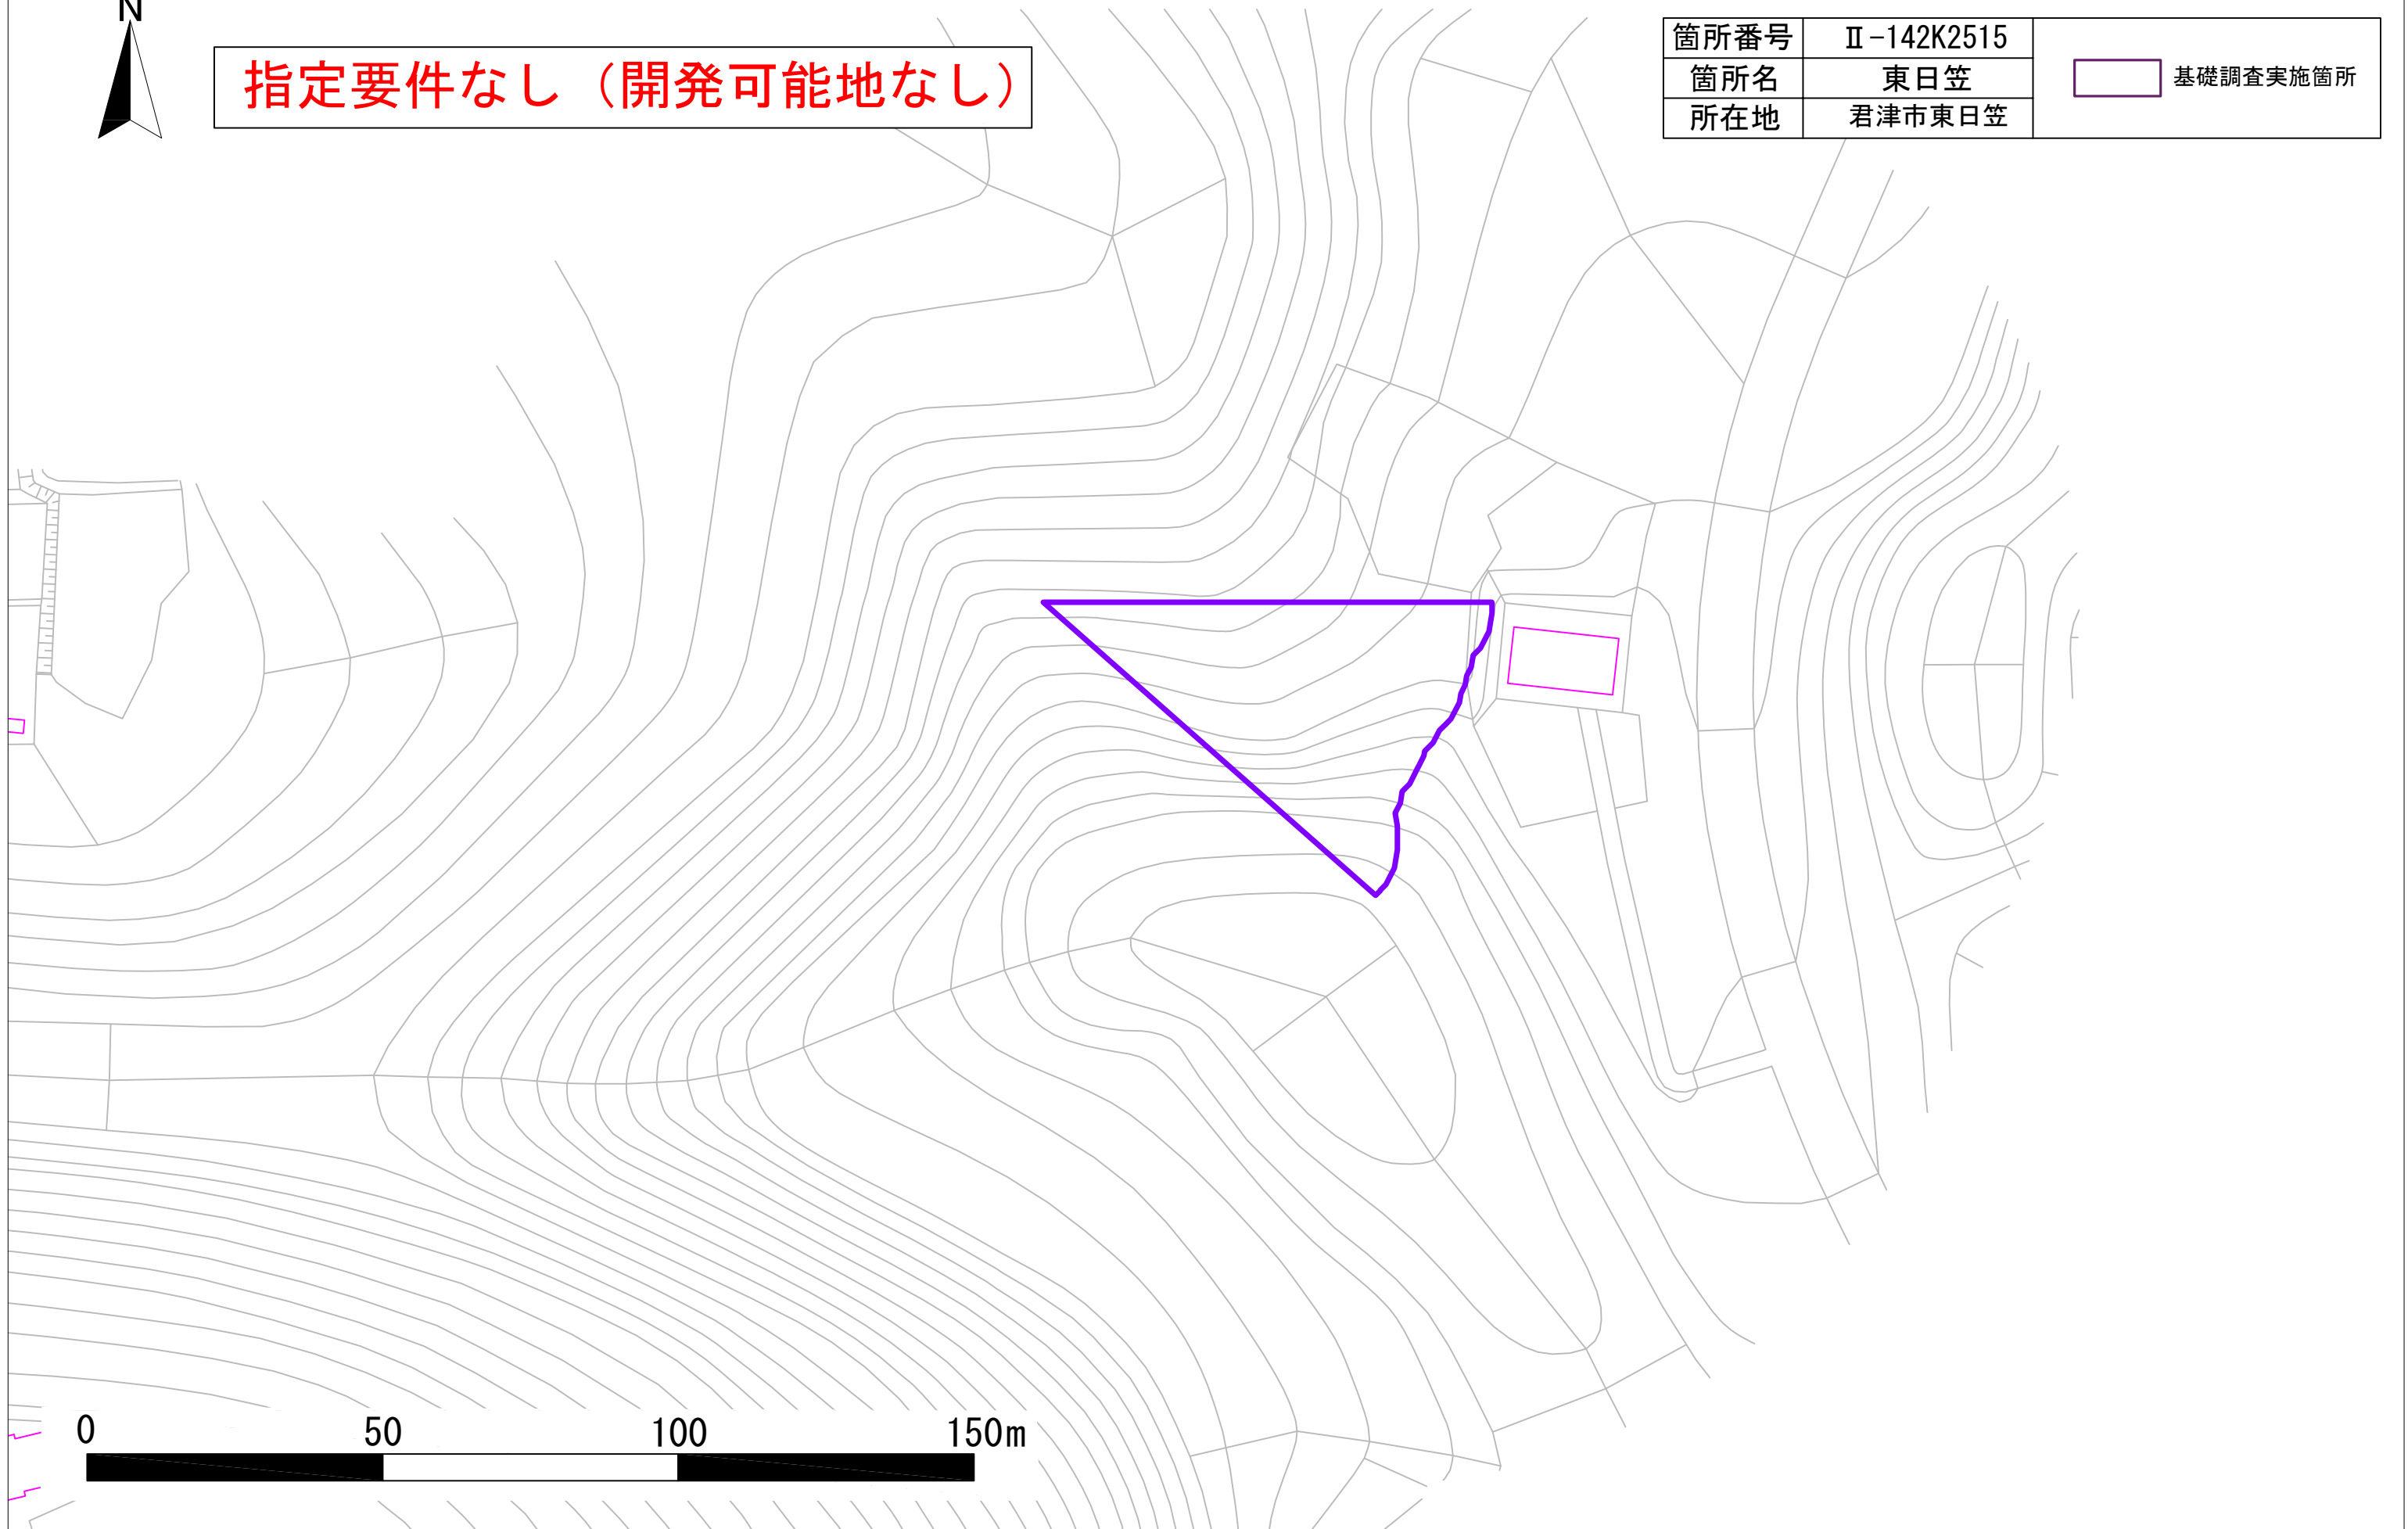 N
指定要件なし（開発可能地なし）
箇所番号 Ⅱ-142K2515
箇所名 東日笠
所在地 君津市東日笠
基礎調査実施箇所
0 50 100 150m